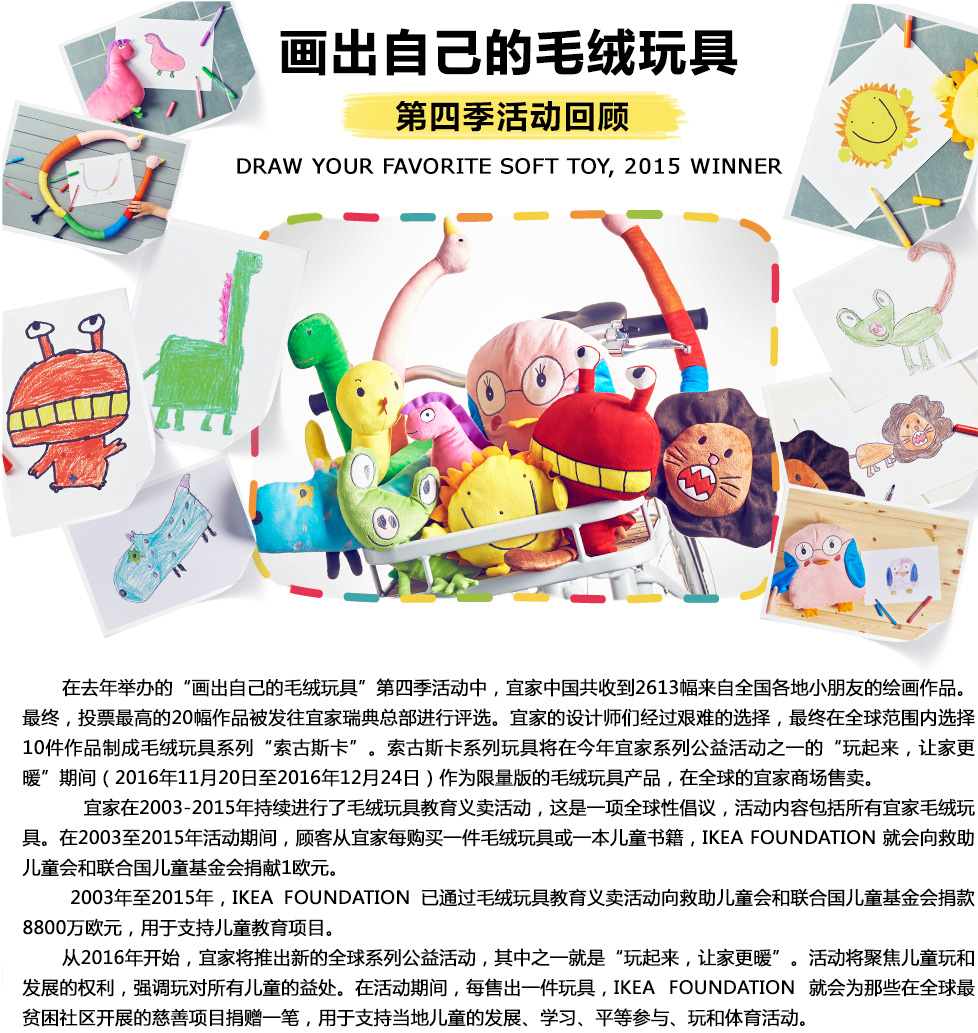 画出自己的毛绒玩具
第四季活动回顾
DRAW YOUR FAVORITE SOFT TOY, 2015 WINNER
在去年举办的“画出自己的毛绒玩具”第四季活动中，宜家中国共收到2613幅来自全国各地小朋友的绘画作品。
最终，投票最高的20幅作品被发往宜家瑞典总部进行评选。宜家的设计师们经过艰难的选择，最终在全球范围内选择
10件作品制成毛绒玩具系列“索古斯卡”。索古斯卡系列玩具将在今年宜家系列公益活动之一的“玩起来，让家更
暖”期间（2016年11月20日至2016年12月24日）作为限量版的毛绒玩具产品，在全球的宜家商场售卖。
宜家在2003-2015年持续进行了毛绒玩具教育义卖活动，这是一项全球性倡议，活动内容包括所有宜家毛绒玩
具。在2003至2015年活动期间，顾客从宜家每购买一件毛绒玩具或一本儿童书籍，IKEA FOUNDATION 就会向救助
儿童会和联合国儿童基金会捐献1欧元。
2003年至2015年，IKEA FOUNDATION 已通过毛绒玩具教育义卖活动向救助儿童会和联合国儿童基金会捐款
8800万欧元，用于支持儿童教育项目。
从2016年开始，宜家将推出新的全球系列公益活动，其中之一就是“玩起来，让家更暖”。活动将聚焦儿童玩和
发展的权利，强调玩对所有儿童的益处。在活动期间，每售出一件玩具，IKEA FOUNDATION 就会为那些在全球最
贫困社区开展的慈善项目捐赠一笔，用于支持当地儿童的发展、学习、平等参与、玩和体育活动。